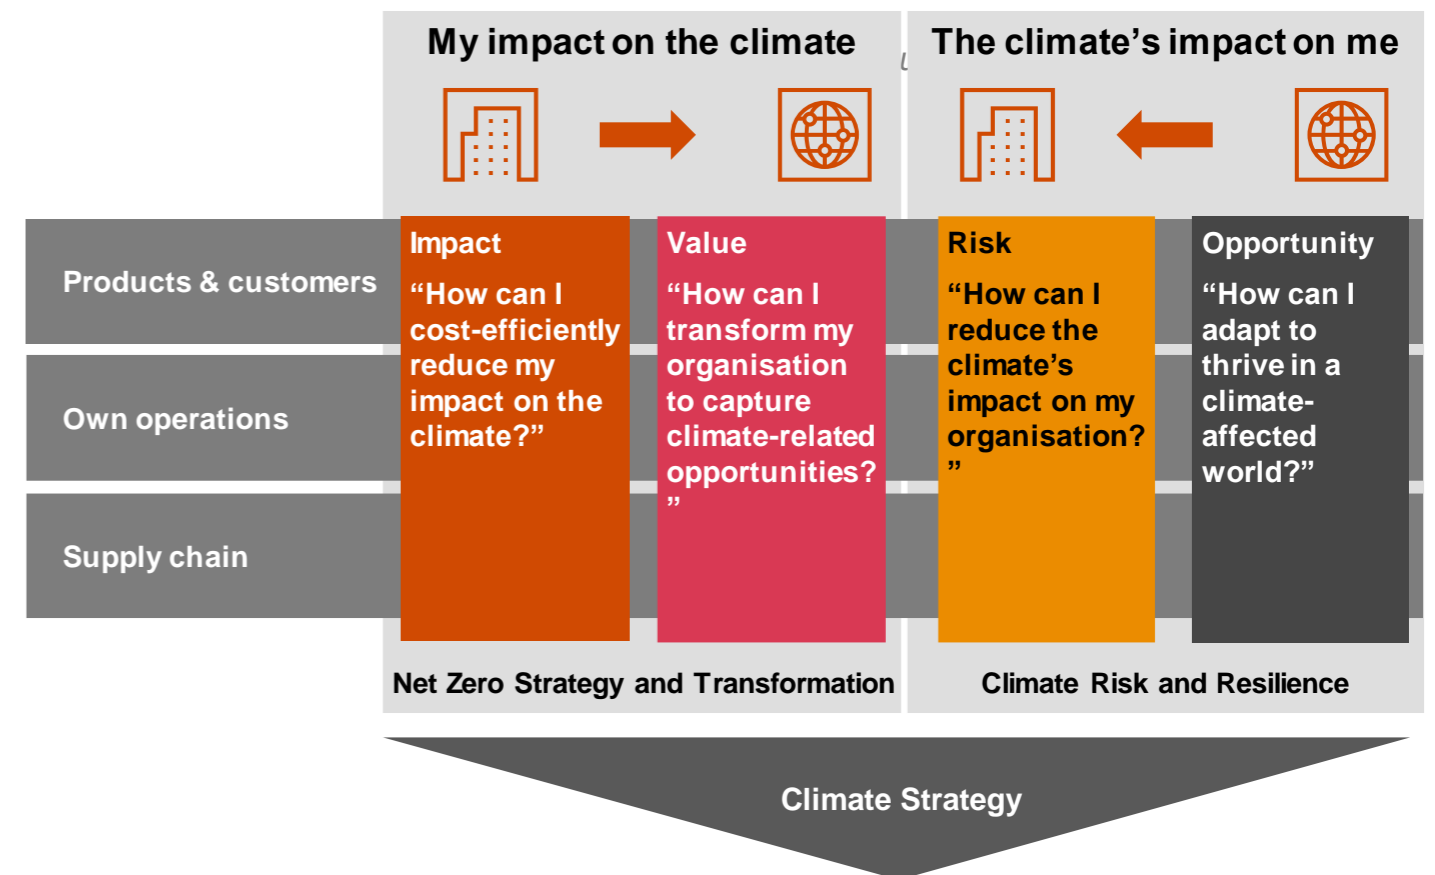 My impact on the climate
The climate’s impact on me
Products & customers
Own operations
Supply chain
Impact
“How can I
cost-efficiently
reduce my
impact on the
climate?”
Value
“How can I
transform my
organisation
to capture
climate-related
opportunities?
”
Risk
“How can I
reduce the
climate’s
impact on my
organisation?
”
Opportunity
“How can I
adapt to
thrive in a
climate-
affected
world?”
Net Zero Strategy and Transformation
Climate Risk and Resilience
Climate Strategy